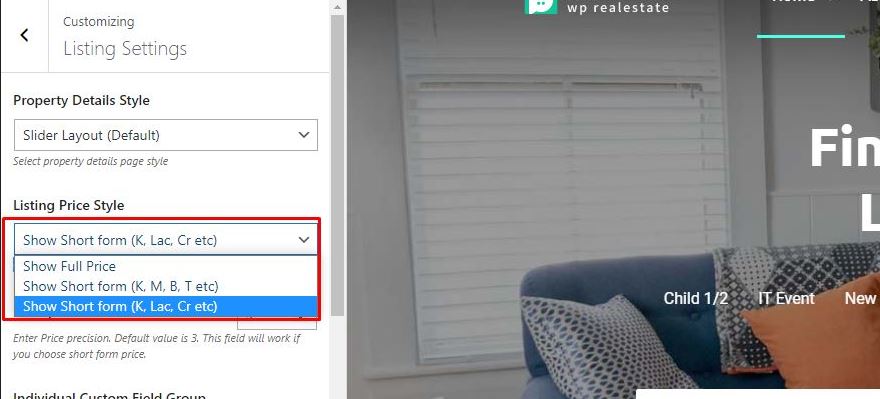 Customizing
Listing Settings
Property Details Style
Slider Layout (Default)
Select property details page style
Listing Price Style
Show Short form (K, Lac, Cr etc)
Show Full Price
Show Short form (K, M, B, T etc)
Show Short form (K, Lac, Cr etc)
Enter Price precision. Default value is 3. This field will work if
you choose short form price.
Individual Custom Field Group
wp realestate
Fin
L
Child 1/2 IT Event New